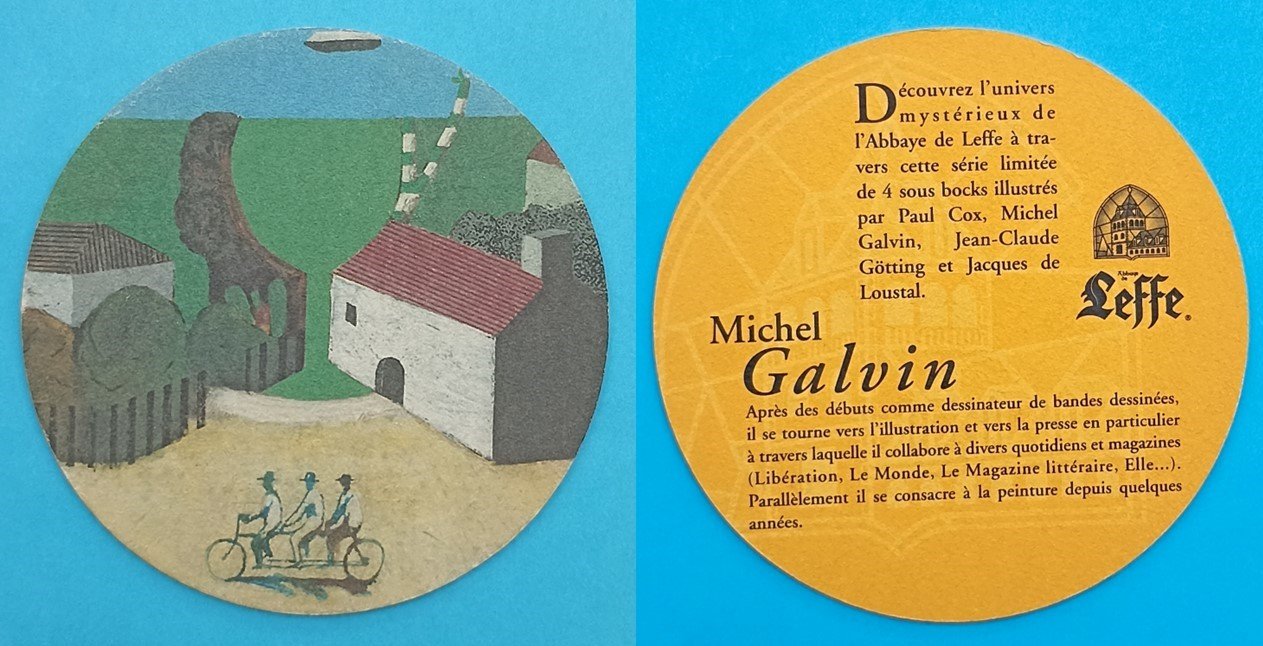 Découvrez l'univers
mystérieux de
l'Abbaye de Leffe à tra-
vers cette série limitée
de 4 sous bocks illustrés
par Paul Cox, Michel
Galvin, Jean-Claude
Götting et Jacques de
Loustal.
Abbaye
de
Leffe®
Michel
Galvin
Après des débuts comme dessinateur de bandes dessinées,
il se tourne vers l'illustration et vers la presse en particulier
à travers laquelle il collabore à divers quotidiens et magazines
(Libération, Le Monde, Le Magazine littéraire, Elle...).
Parallèlement il se consacre à la peinture depuis quelques
années.